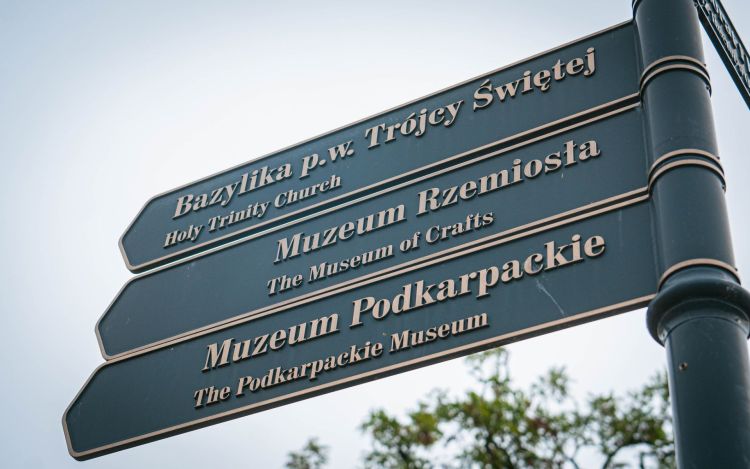 Bazylika p.w. Trójcy Świętej
Holy Trinity Church
Muzeum Rzemiosła
The Museum of Crafts
Muzeum Podkarpackie
The Podkarpackie Museum